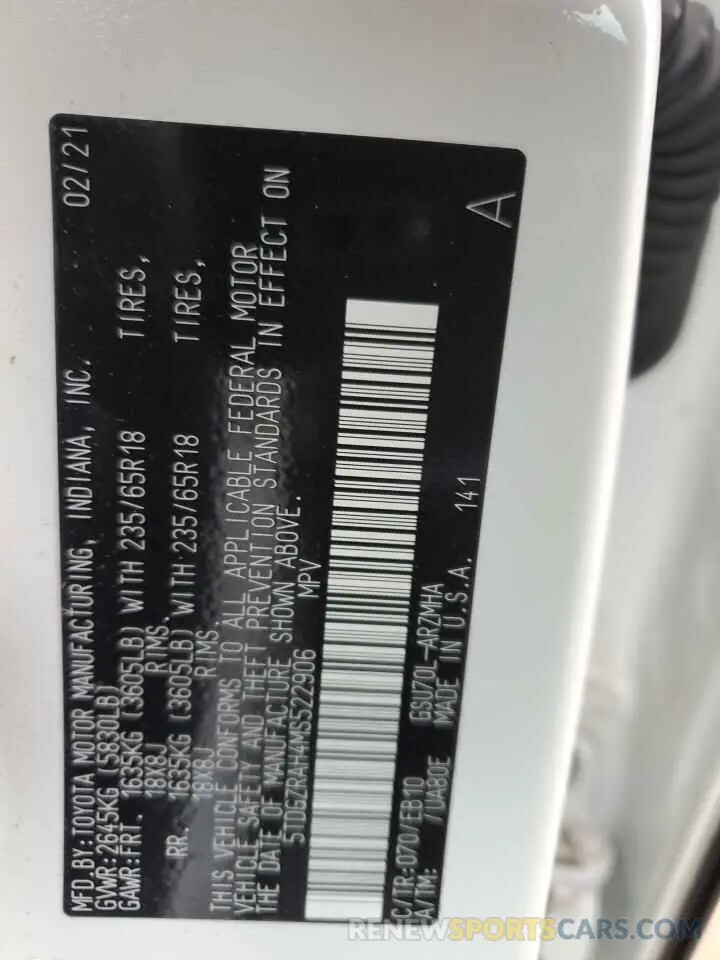 MFD.BY:TOYOTA MOTOR MANUFACTURING, INDIANA, INC. 02/21
GVWR:2645KG (5830LB)
GAWR:FRT. 1635KG (3605LB) WITH 235/65R18 TIRES,
18X8J RIMS.
RR. 1635KG (3605LB) WITH 235/65R18 TIRES,
18X8J RIMS.
THIS VEHICLE CONFORMS TO ALL APPLICABLE FEDERAL MOTOR
VEHICLE SAFETY AND THEFT PREVENTION STANDARDS IN EFFECT ON
THE DATE OF MANUFACTURE SHOWN ABOVE.
5TDGZRAH4MS522906 MPV
C/TR:070/EB10 GSU70L-ARZMHA
A/TM: /UA80E MADE IN U.S.A. 141
A
RENEWSPORTSCARS.COM